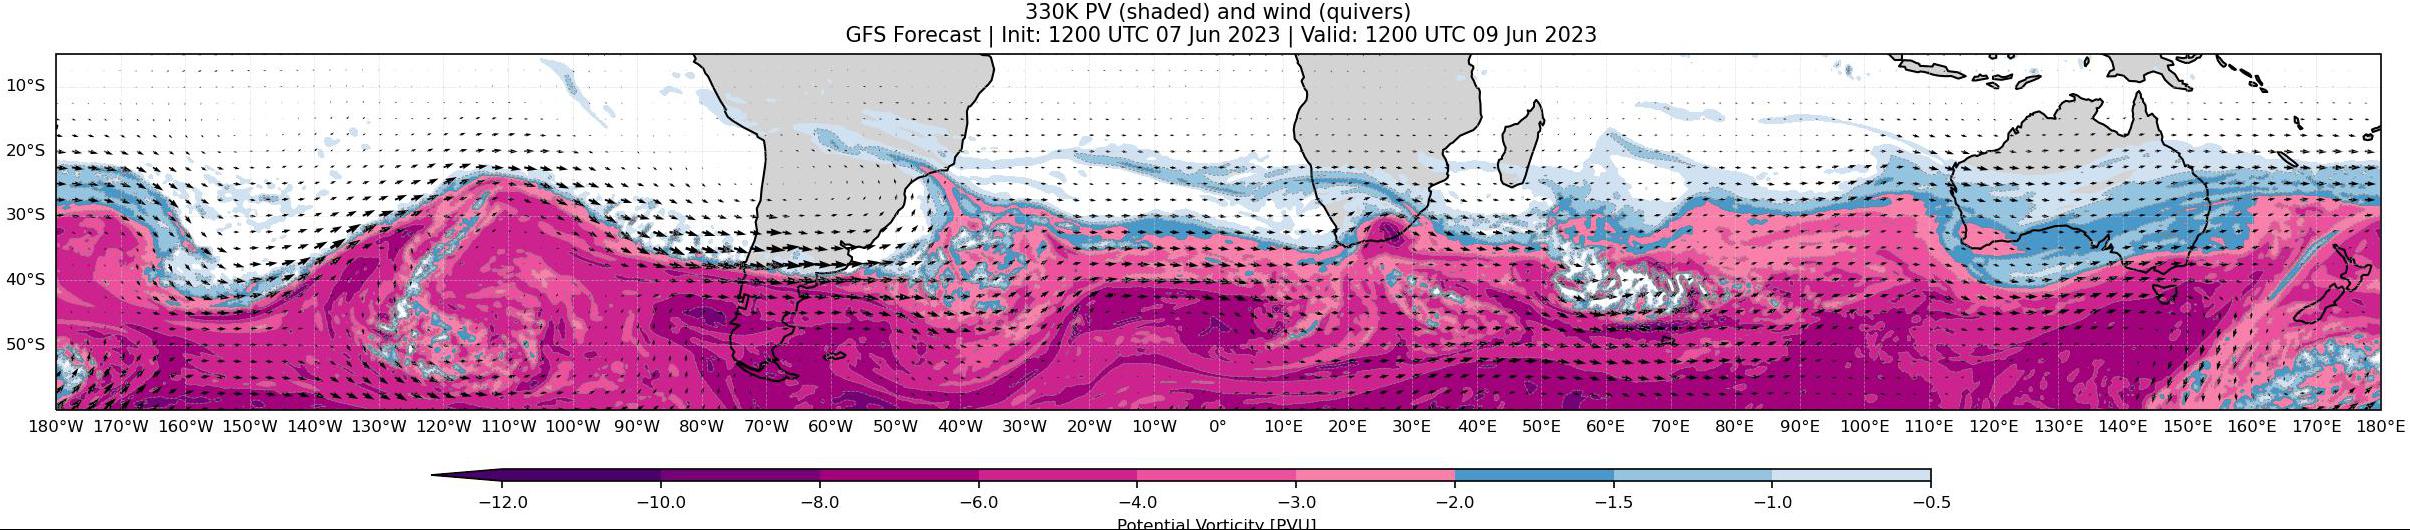 330K PV (shaded) and wind (quivers)
GFS Forecast | Init: 1200 UTC 07 Jun 2023 | Valid: 1200 UTC 09 Jun 2023
10°S
20°S
30°S
40°S
50°S
180°W 170°W 160°W 150°W 140°W 130°W 120°W 110°W 100°W 90°W 80°W 70°W 60°W 50°W 40°W 30°W 20°W 10°W 0° 10°E 20°E 30°E 40°E 50°E 60°E 70°E 80°E 90°E 100°E 110°E 120°E 130°E 140°E 150°E 160°E 170°E 180°E
−12.0 −10.0 −8.0 −6.0 −4.0 −3.0 −2.0 −1.5 −1.0 −0.5
Potential Vorticity [PVU]